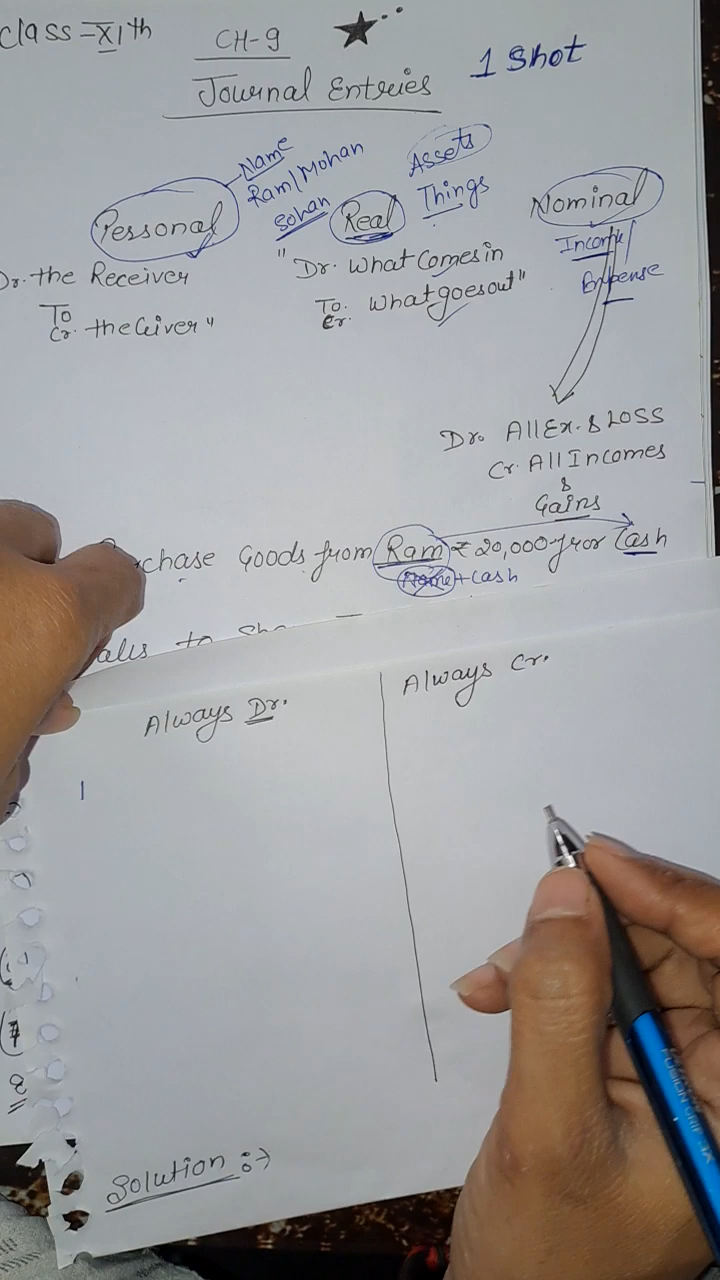 Class = XIth
CH-9
1 Shot
Journal Entries
Name
Ram/Mohan
Sohan
Assets
Things
Personal
Real
Nominal
Income/
Expense
Dr. the Receiver
To
Cr. the Giver"
"Dr. What Comes in
To.
Cr. What goes out"
Dr. All Ex. & Loss
Cr. All Incomes
&
Gains
chase Goods from Ram ₹20,000 for Cash
Name + Cash
to
Always Dr.
Always Cr.
1
Solution :→